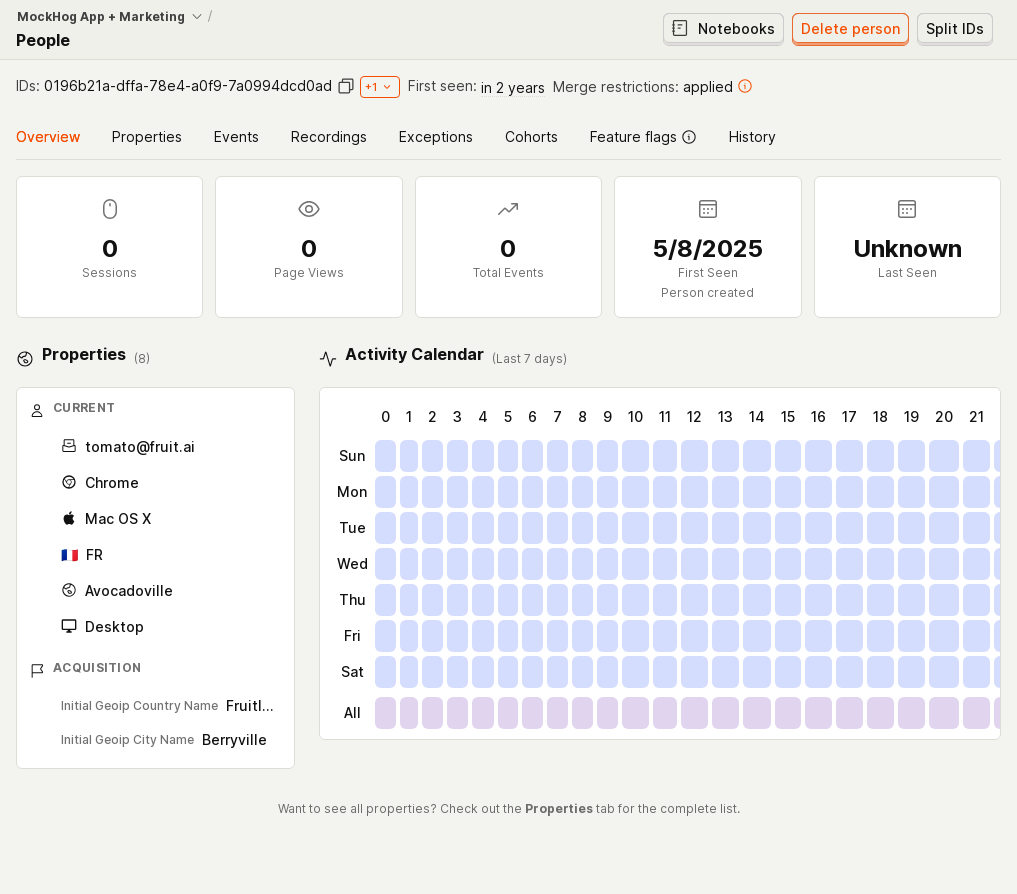 MockHog App + Marketing /
People
Notebooks
Delete person
Split IDs
IDs: 0196b21a-dffa-78e4-a0f9-7a0994dcd0ad +1 First seen: in 2 years Merge restrictions: applied
Overview Properties Events Recordings Exceptions Cohorts Feature flags History
0
Sessions
0
Page Views
0
Total Events
5/8/2025
First Seen
Person created
Unknown
Last Seen
Properties (8)
CURRENT
tomato@fruit.ai
Chrome
Mac OS X
FR
Avocadoville
Desktop
ACQUISITION
Initial Geoip Country Name Fruitl...
Initial Geoip City Name Berryville
Activity Calendar (Last 7 days)
0 1 2 3 4 5 6 7 8 9 10 11 12 13 14 15 16 17 18 19 20 21
Sun
Mon
Tue
Wed
Thu
Fri
Sat
All
Want to see all properties? Check out the Properties tab for the complete list.